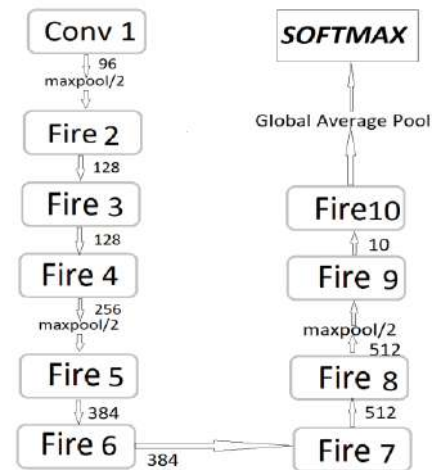 Conv 1
96
maxpool/2
Fire 2
128
Fire 3
128
Fire 4
256
maxpool/2
Fire 5
384
Fire 6
384
Fire 7
512
Fire 8
512
maxpool/2
Fire 9
10
Fire10
Global Average Pool
SOFTMAX